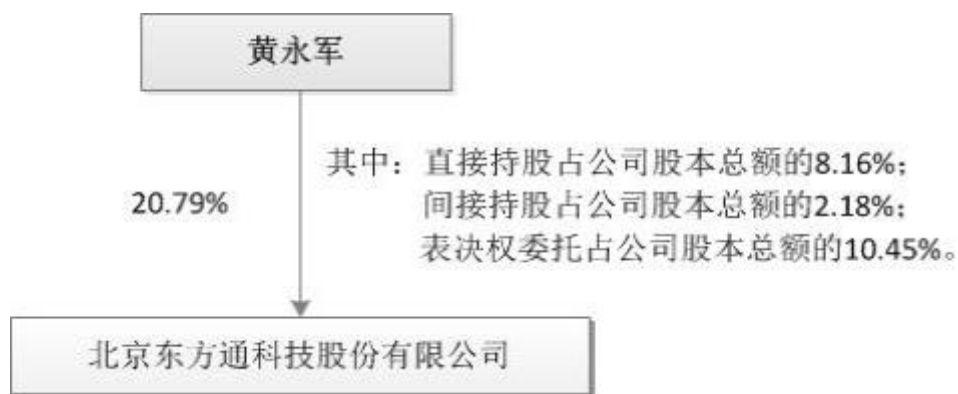 黄永军
其中：直接持股占公司股本总额的8.16%；
20.79%
间接持股占公司股本总额的2.18%；
表决权委托占公司股本总额的10.45%。
北京东方通科技股份有限公司